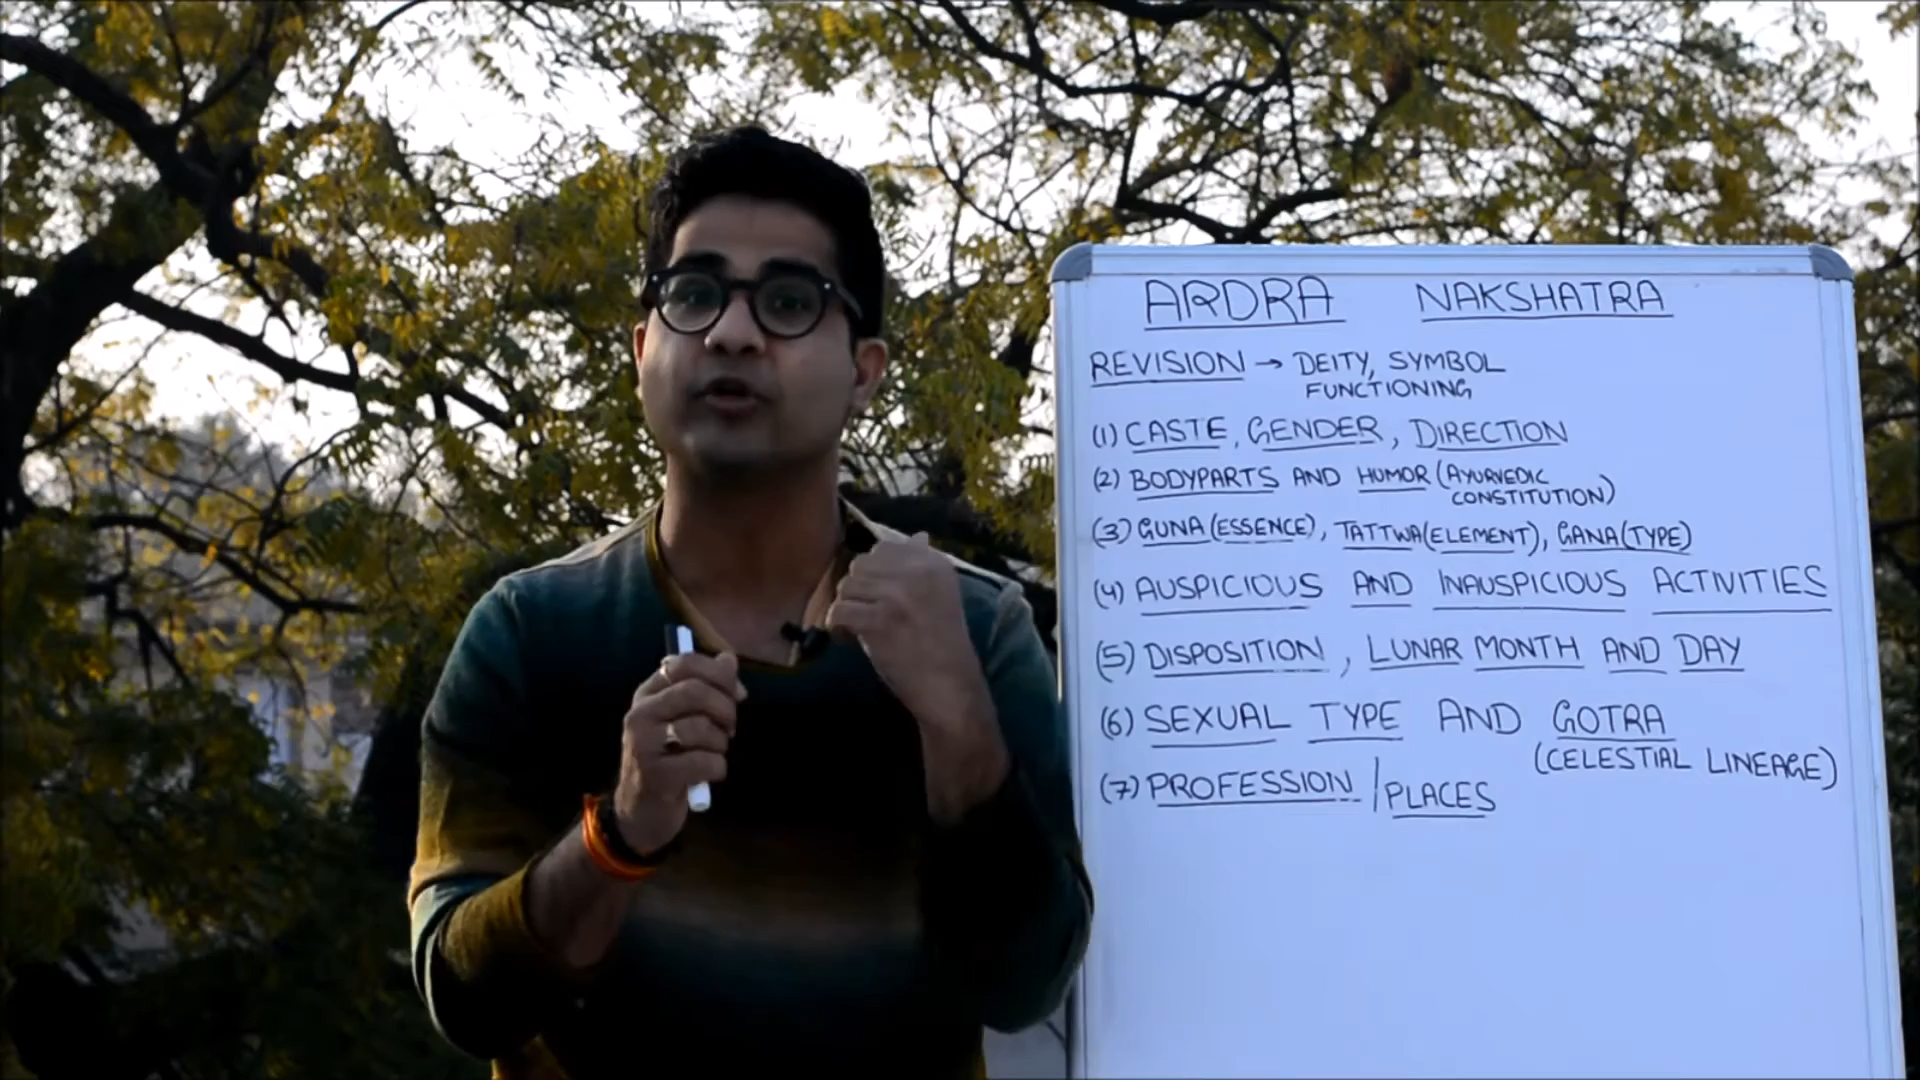 ARDRA NAKSHATRA
REVISION → DEITY, SYMBOL
FUNCTIONING
(1) CASTE, GENDER, DIRECTION
(2) BODYPARTS AND HUMOR (AYURVEDIC
CONSTITUTION)
(3) GUNA (ESSENCE), TATTWA (ELEMENT), GANA (TYPE)
(4) AUSPICIOUS AND INAUSPICIOUS ACTIVITIES
(5) DISPOSITION, LUNAR MONTH AND DAY
(6) SEXUAL TYPE AND GOTRA
(CELESTIAL LINEAGE)
(7) PROFESSION / PLACES